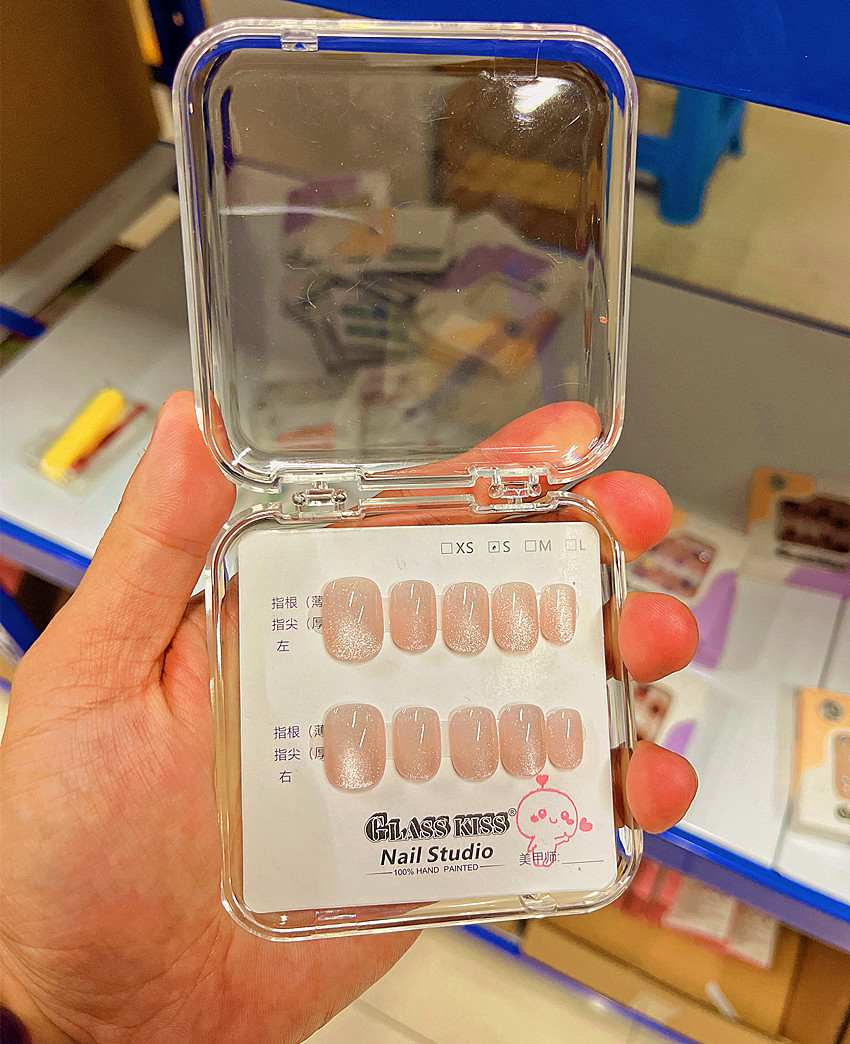 XS S M L
指根（薄
指尖（厚
左
指根（薄
指尖（厚
右
GLASS KISS®
Nail Studio
100% HAND PAINTED
美甲师: